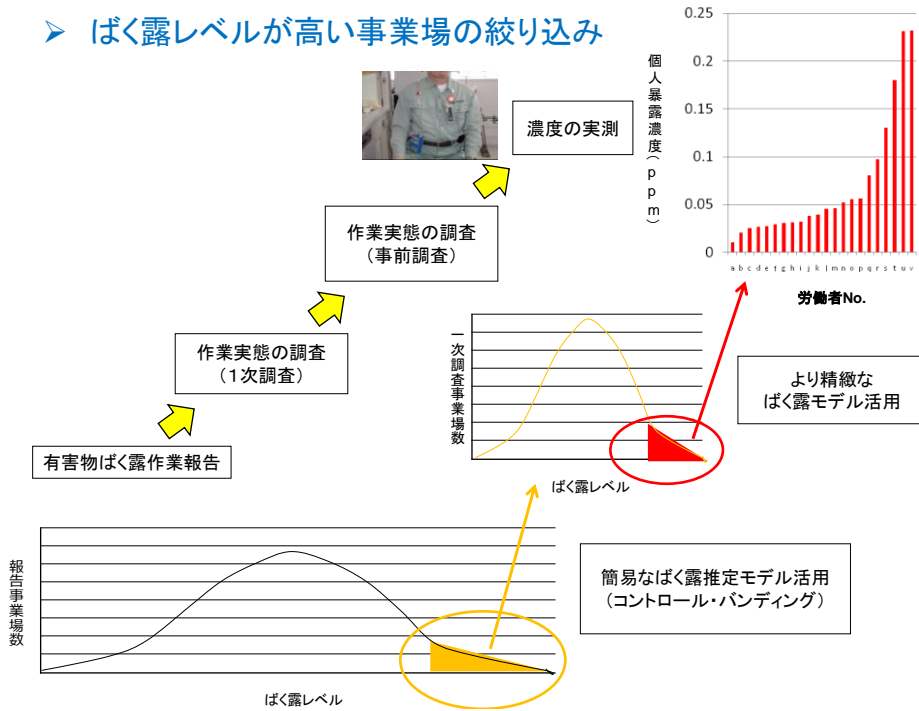 ➢ ばく露レベルが高い事業場の絞り込み
濃度の実測
作業実態の調査
(事前調査)
作業実態の調査
(1次調査)
有害物ばく露作業報告
個人暴露濃度(ppm)
0.25
0.2
0.15
0.1
0.05
0
a b c d e f g h i j k l m n o p q r s t u v
労働者No.
一次調査事業場数
ばく露レベル
より精緻な
ばく露モデル活用
報告事業場数
ばく露レベル
簡易なばく露推定モデル活用
(コントロール・バンディング)